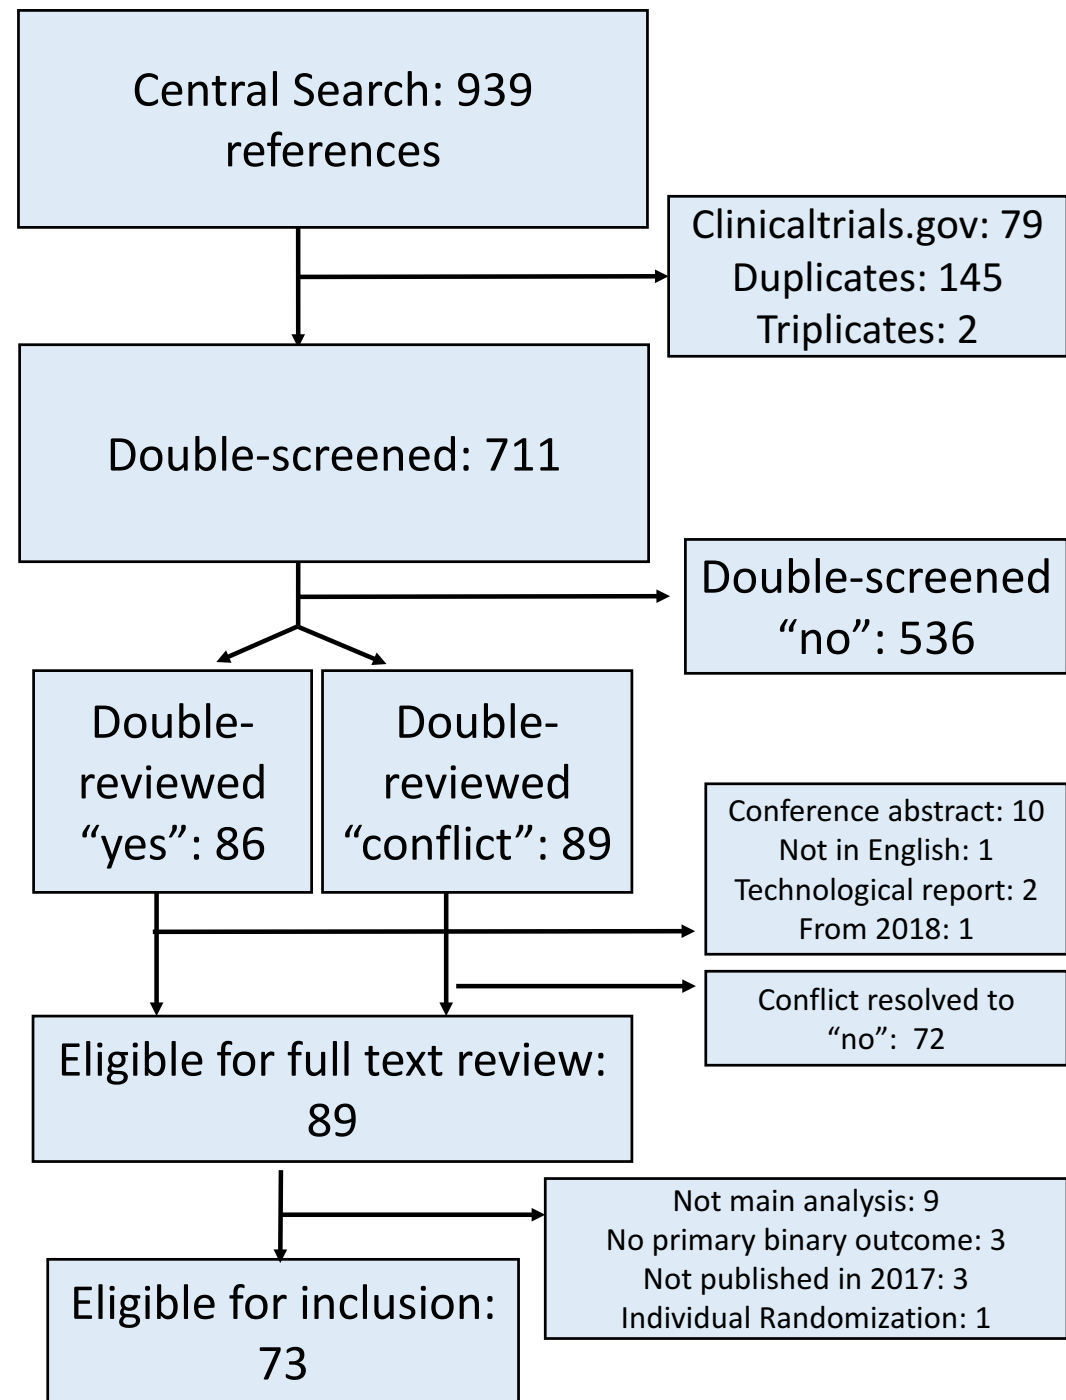 Central Search: 939
references
Clinicaltrials.gov: 79
Duplicates: 145
Triplicates: 2
Double-screened: 711
Double-screened
“no”: 536
Double-
reviewed
“yes”: 86
Double-
reviewed
“conflict”: 89
Conference abstract: 10
Not in English: 1
Technological report: 2
From 2018: 1
Conflict resolved to
“no”: 72
Eligible for full text review:
89
Not main analysis: 9
No primary binary outcome: 3
Not published in 2017: 3
Individual Randomization: 1
Eligible for inclusion:
73